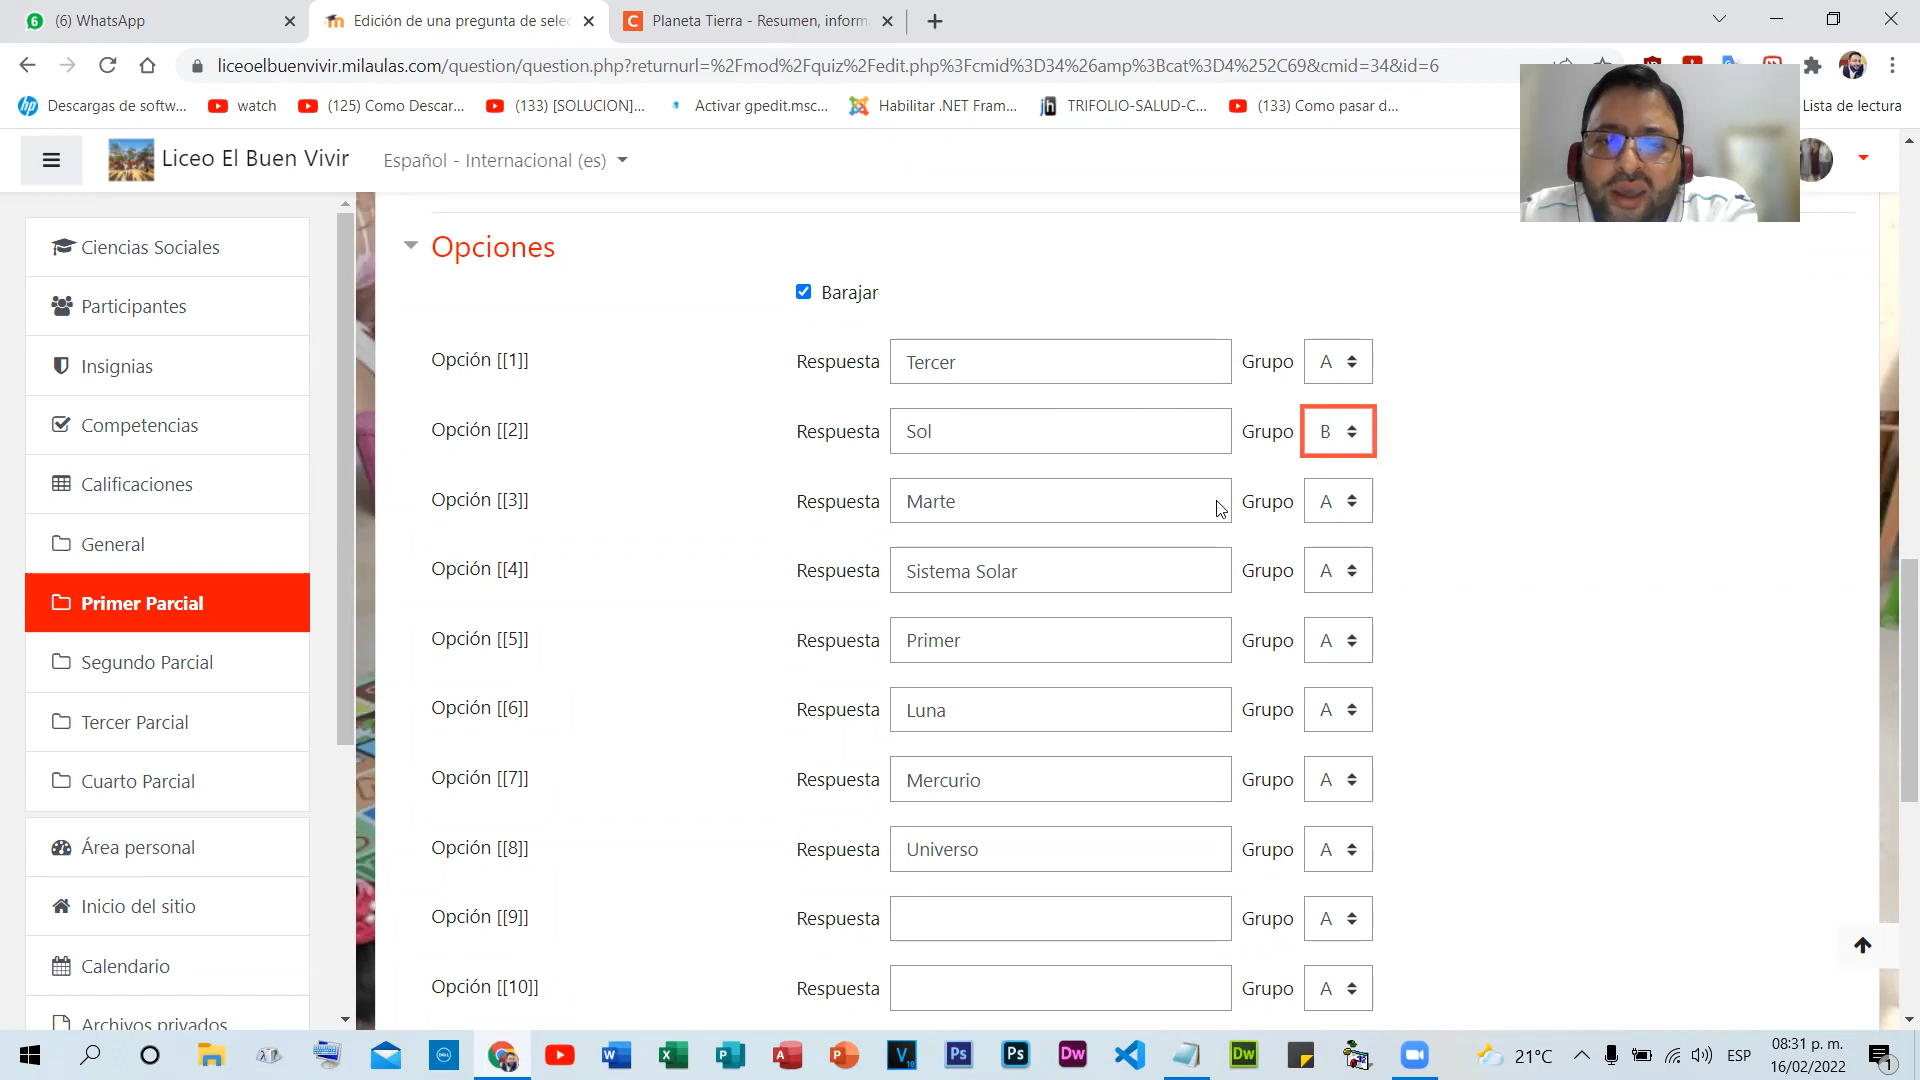 (6) WhatsApp
Edición de una pregunta de selec
Planeta Tierra - Resumen, inform
liceoelbuenvivir.milaulas.com/question/question.php?returnurl=%2Fmod%2Fquiz%2Fedit.php%3Fcmid%3D34%26amp%3Bcat%3D4%252C69&cmid=34&id=6
Descargas de softw...
watch
(125) Como Descar...
(133) [SOLUCION]...
Activar gpedit.msc...
Habilitar .NET Fram...
TRIFOLIO-SALUD-C...
(133) Como pasar d...
Lista de lectura
Liceo El Buen Vivir
Español - Internacional (es)
Ciencias Sociales
Participantes
Insignias
Competencias
Calificaciones
General
Primer Parcial
Segundo Parcial
Tercer Parcial
Cuarto Parcial
Área personal
Inicio del sitio
Calendario
Archivos privados
Opciones
Barajar
Opción [[1]] Respuesta Tercer Grupo A
Opción [[2]] Respuesta Sol Grupo B
Opción [[3]] Respuesta Marte Grupo A
Opción [[4]] Respuesta Sistema Solar Grupo A
Opción [[5]] Respuesta Primer Grupo A
Opción [[6]] Respuesta Luna Grupo A
Opción [[7]] Respuesta Mercurio Grupo A
Opción [[8]] Respuesta Universo Grupo A
Opción [[9]] Respuesta Grupo A
Opción [[10]] Respuesta Grupo A
21°C
ESP
08:31 p. m.
16/02/2022
1